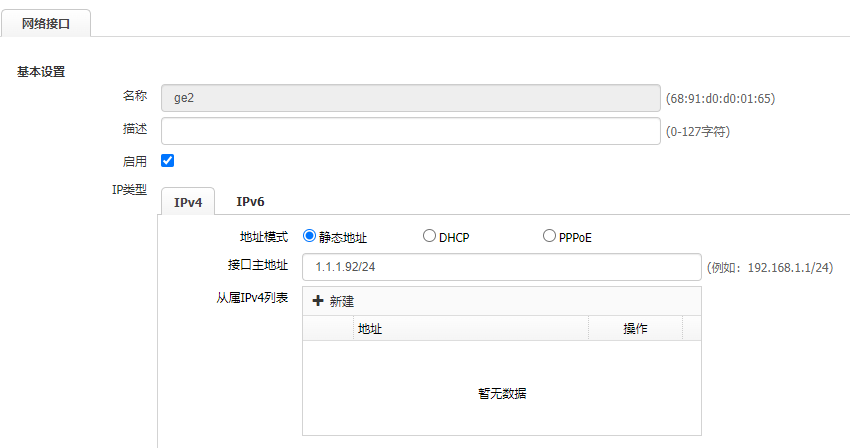 网络接口
基本设置
名称 ge2 (68:91:d0:d0:01:65)
描述 (0-127字符)
启用
IP类型 IPv4 IPv6
地址模式 静态地址 DHCP PPPoE
接口主地址 1.1.1.92/24 (例如：192.168.1.1/24)
从属IPv4列表 新建
地址 操作
暂无数据